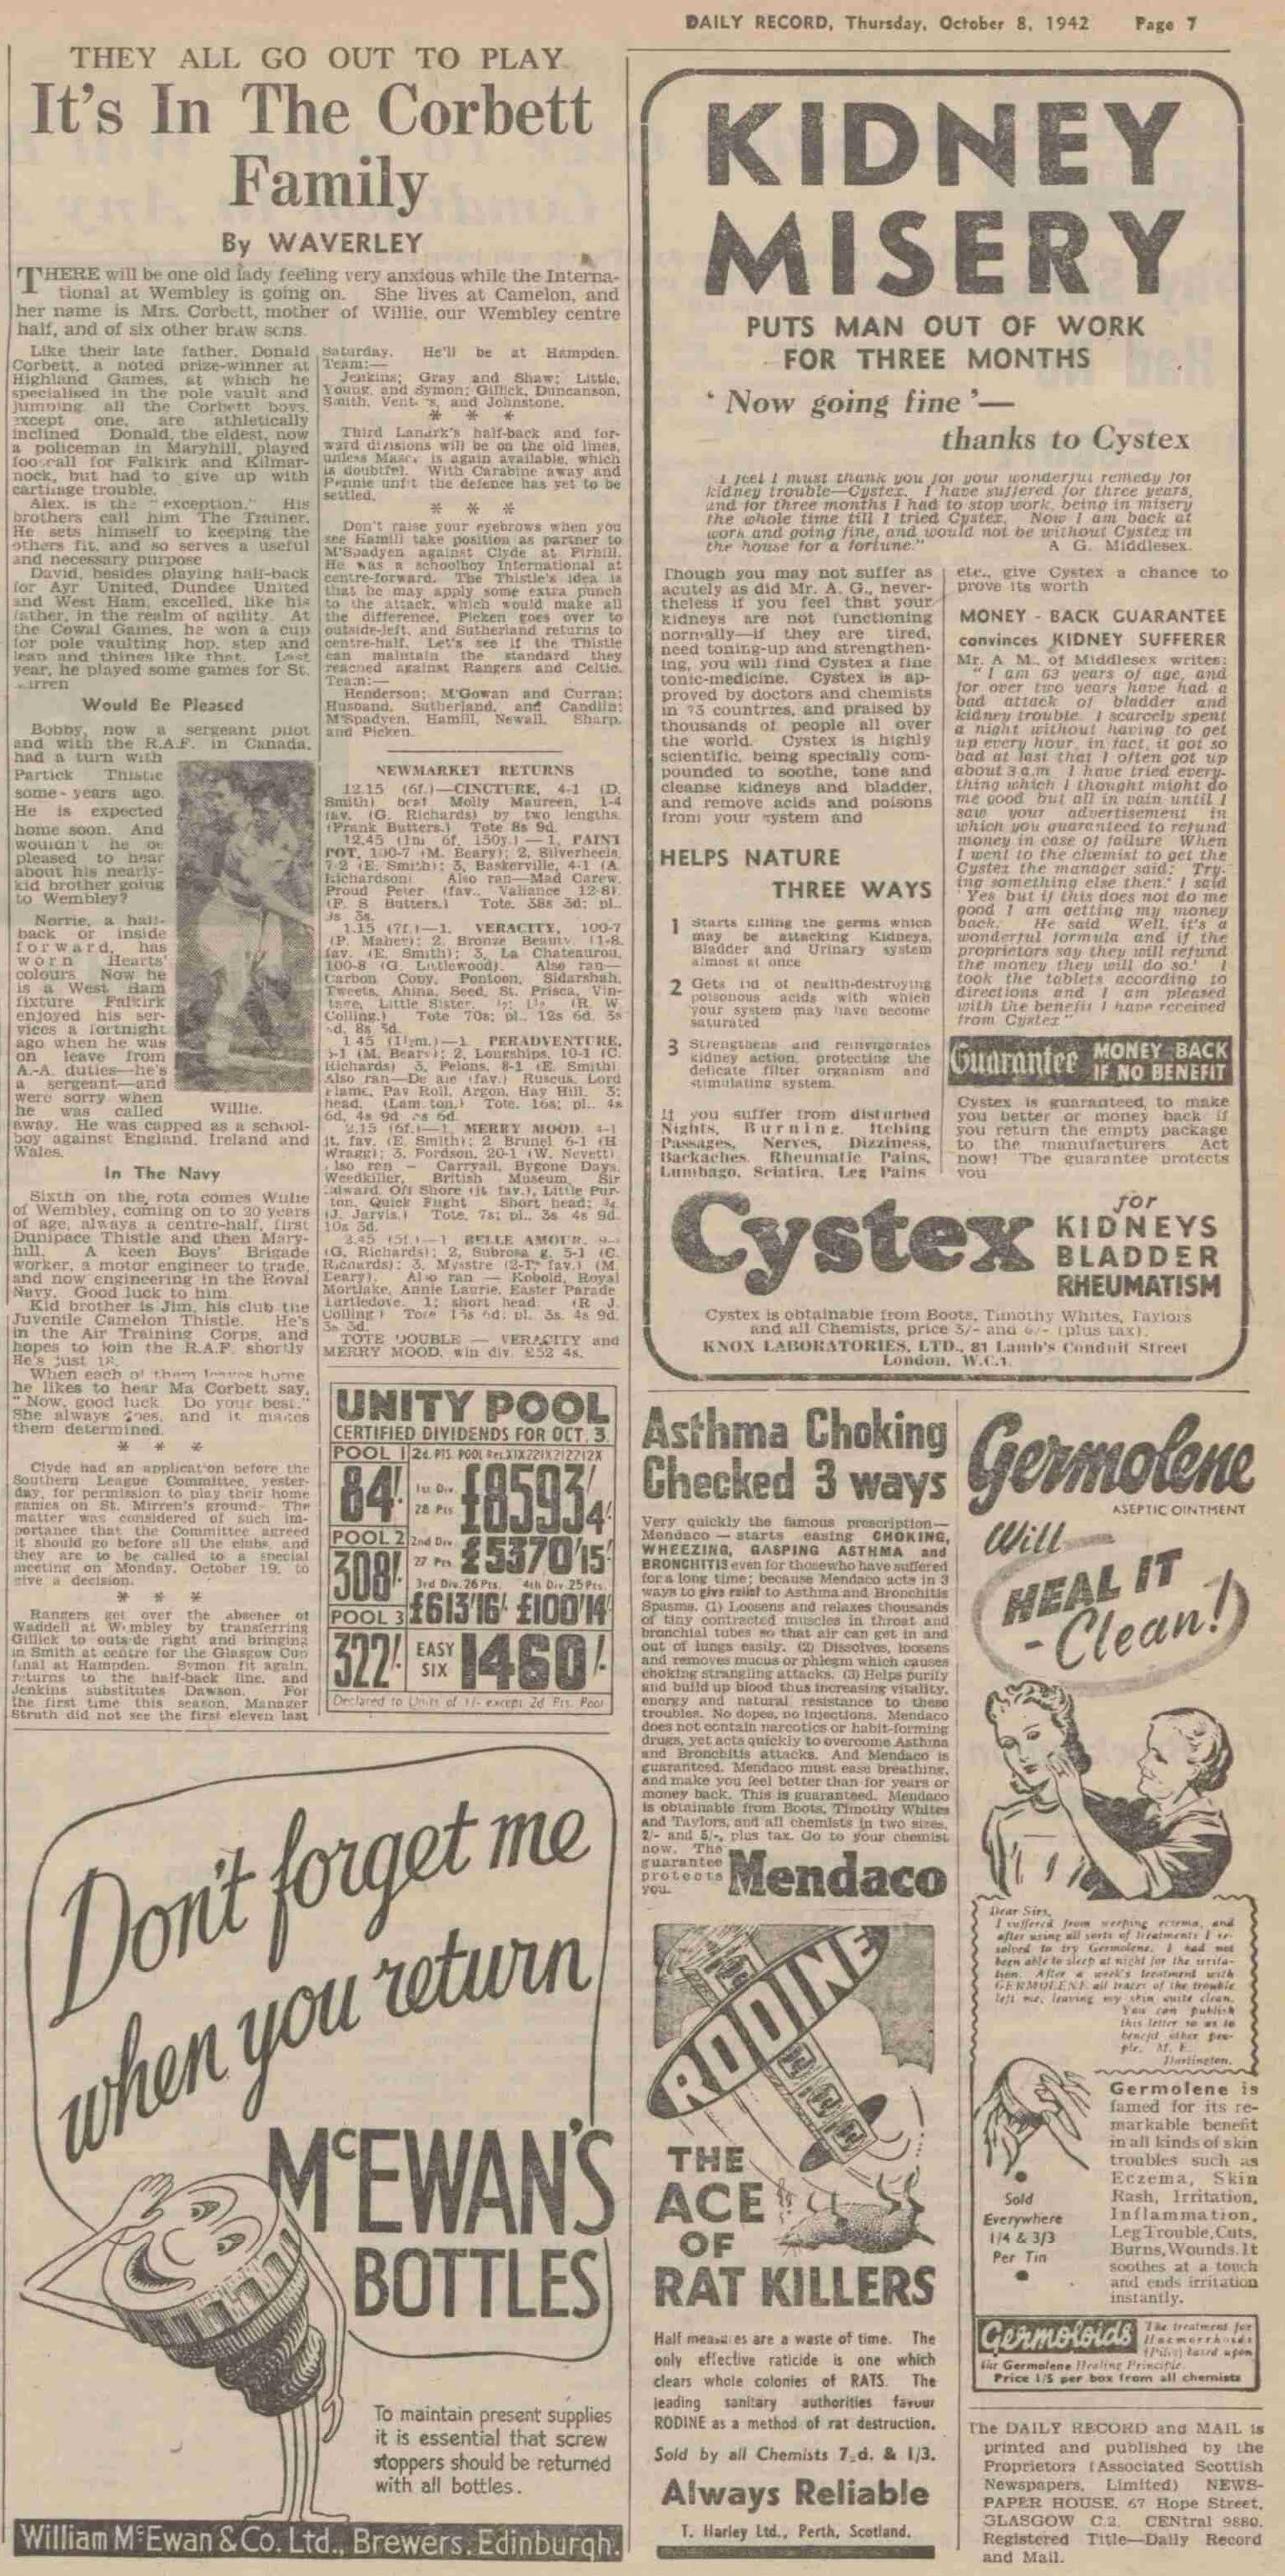 DAILY RECORD, Thursday, October 8, 1942 Page 7
THEY ALL GO OUT TO PLAY
It's In The Corbett
Family
By WAVERLEY
THERE will be one old lady feeling very anxious while the Interna-
tional at Wembley is going on. She lives at Camelon, and
her name is Mrs. Corbett, mother of Willie, our Wembley centre
half, and of six other braw sons.
Like their late father, Donald
Corbett, a noted prize-winner at
Highland Games, at which he
specialised in the pole vault and
jumping all the Corbett boys,
except one, are athletically
inclined Donald, the eldest, now
a policeman in Maryhill, played
football for Falkirk and Kilmar-
nock, but had to give up with
cartilage trouble.
Alex. is the "exception." His
brothers call him The Trainer.
He sets himself to keeping the
others fit, and so serves a useful
and necessary purpose
David, besides playing half-back
for Ayr United, Dundee United
and West Ham, excelled, like his
father, in the realm of agility. At
the Cowal Games, he won a cup
for pole vaulting hop, step and
leap and things like that. Last
year, he played some games for St.
Mirren
Would Be Pleased
Bobby, now a sergeant pilot
and with the R.A.F. in Canada,
had a turn with
Partick Thistle
some-years ago.
He is expected
home soon. And
wouldn't he be
pleased to hear
about his nearly-
kid brother going
to Wembley?
Norrie, a half-
back or inside
forward, has
worn Hearts'
colours Now he
is a West Ham
fixture Falkirk
enjoyed his ser-
vices a fortnight
ago when he was
on leave from
A.-A. duties—he's
a sergeant—and
were sorry when
he was called
away. He was capped as a school-
boy against England, Ireland and
Wales.
Willie.
In The Navy
Sixth on the rota comes Willie
of Wembley, coming on to 20 years
of age, always a centre-half, first
Dunipace Thistle and then Mary-
hill. A keen Boys' Brigade
worker, a motor engineer to trade,
and now engineering in the Royal
Navy. Good luck to him
Kid brother is Jim, his club the
Juvenile Camelon Thistle. He's
in the Air Training Corps, and
hopes to join the R.A.F. shortly
He's just 18.
When each of them leaves home
he likes to hear Ma Corbett say,
"Now, good luck Do your best."
She always does, and it makes
them determined.
* * *
Clyde had an application before the
Southern League Committee, yester-
day, for permission to play their home
games on St. Mirren's ground. The
matter was considered of such im-
portance that the Committee agreed
it should go before all the clubs, and
they are to be called to a special
meeting on Monday, October 19, to
give a decision.
* * *
Rangers get over the absence of
Waddell at Wembley by transferring
Gillick to outside right and bringing
in Smith at centre for the Glasgow Cup
final at Hampden. Symon fit again,
returns to the half-back line, and
Jenkins substitutes Dawson. For
the first time this season, Manager
Struth did not see the first eleven last
Saturday. He'll be at Hampden.
Team:—
Jenkins; Gray and Shaw; Little,
Young, and Symon; Gillick, Duncanson,
Smith, and Johnstone.
* * *
Third Lanark's half-back and for-
ward divisions will be on the old lines,
unless is again available, which
is doubtful. With Carabine away and
Pennie unfit the defence has yet to be
settled.
* * *
Don't raise your eyebrows when you
see Hamill take position as partner to
M'Spadyen against Clyde at Firhill.
He was a schoolboy International at
centre-forward. The Thistle's idea is
that he may apply some extra punch
to the attack, which would make all
the difference. Picken goes over to
outside-left, and Sutherland returns to
centre-half. Let's see if the Thistle
can maintain the standard they
reached against Rangers and Celtic.
Team:—
Henderson; M'Gowan and Curran;
Husband, Sutherland, and Candlin;
M'Spadyen, Hamill, Newall, Sharp,
and Picken.
NEWMARKET RETURNS
12.15 (6f.)—CINCTURE, 4-1 (D.
Smith) beat Molly Maureen, 1-4
fav. (G. Richards) by two lengths.
(Frank Butters.) Tote 8s 9d.
12.45 (1m 6f. 150y.)—1, PAINT
POT, 100-7 (M. Beary); 2, Silverheels,
7-2 (E. Smith); 3, Baskerville, 4-1 (A.
Richardson) Also ran—Mad Carew,
Proud Peter (fav., Valiance 12-8).
(F. S Butters.) Tote. 38s 3d; pl..
3s.
1.15 (7f.)—1, VERACITY, 100-7
(P. Maher); 2, Bronze Beauty, 11-8,
fav. (E. Smith); 3, La Chateaurou,
100-8 (G. Littlewood). Also ran—
Carbon Copy, Pontoon, Sidarshah,
Tweets, Ahina, Seed, St. Prisca, Vin-
tage, Little Sister. (R. W.
Colling.) Tote 70s; pl.. 12s 6d, 5s
8s 3d.
1.45 —1, PERADVENTURE,
(M. Beary); 2, Longships, 10-1 (C.
Richards) 3, Pelons, 8-1 (E. Smith)
Also ran— (fav.) Ruscus, Lord
Flame, Pay Roll, Argon, Hay Hill. 3;
head. Tote. 16s; pl.. 4s
6d, 4s 9d 6d.
2.15 (6f.)—1, MERRY MOOD, 4-1
jt. fav. (E. Smith); 2 Brunel 6-1 (H
Wragg); 3, Fordson, 20-1 (W. Nevett)
Also ran – Carryall, Bygone Days,
Weedkiller, British Museum, Sir
Edward, Off Shore (jt fav.), Little Pur-
ton, Quick Flight Short head; ¾.
(J. Jarvis.) Tote, 7s; pl.. 3s 4s 9d.
10s 3d.
2.45 (5f.)—1 BELLE AMOUR,
(G. Richards); 2, Subrosa g. 5-1 (C.
Richards); 3, Mysstre fav.) (M.
Beary). Also ran — Kobold, Royal
Mortlake, Annie Laurie, Easter Parade
Turtledove. 1; short head. (R J.
Colling.) Tote 13s 6d; pl. 3s. 4s 9d.
3s 3d.
TOTE DOUBLE — VERACITY and
MERRY MOOD, win div. £52 4s.
UNITY POOL
CERTIFIED DIVIDENDS FOR OCT. 3.
POOL 1 2d. PTS. POOL
84/- 1st Div. 28 Pts £8593/4/-
POOL 2 2nd Div. 27 Pts £5370'15/-
308/- 3rd Div. 26 Pts. 4th Div. 25 Pts.
POOL 3 £613'16/- £100'14/-
322/- EASY SIX 1460/-
Declared to Units of 1/- except 2d Pts. Pool
Don't forget me
when you return
McEWAN'S
BOTTLES
To maintain present supplies
it is essential that screw
stoppers should be returned
with all bottles.
William McEwan & Co. Ltd., Brewers, Edinburgh.
KIDNEY
MISERY
PUTS MAN OUT OF WORK
FOR THREE MONTHS
'Now going fine'—
thanks to Cystex
I feel I must thank you for your wonderful remedy for
kidney trouble—Cystex. I have suffered for three years,
and for three months I had to stop work, being in misery
the whole time till I tried Cystex. Now I am back at
work and going fine, and would not be without Cystex in
the house for a fortune." A G. Middlesex.
Though you may not suffer as
acutely as did Mr. A. G., never-
theless if you feel that your
kidneys are not functioning
normally—if they are tired,
need toning-up and strengthen-
ing, you will find Cystex a fine
tonic-medicine. Cystex is ap-
proved by doctors and chemists
in 73 countries, and praised by
thousands of people all over
the world. Cystex is highly
scientific, being specially com-
pounded to soothe, tone and
cleanse kidneys and bladder,
and remove acids and poisons
from your system and
HELPS NATURE
THREE WAYS
1 Starts killing the germs which
may be attacking Kidneys,
Bladder and Urinary system
almost at once
2 Gets rid of health-destroying
poisonous acids with which
your system may have become
saturated
3 Strengthens and reinvigorates
kidney action, protecting the
delicate filter organism and
stimulating system.
If you suffer from disturbed
Nights, Burning, Itching
Passages, Nerves, Dizziness,
Backaches, Rheumatic Pains,
Lumbago, Sciatica, Leg Pains
etc., give Cystex a chance to
prove its worth
MONEY-BACK GUARANTEE
convinces KIDNEY SUFFERER
Mr. A. M., of Middlesex writes:
"I am 63 years of age, and
for over two years have had a
bad attack of bladder and
kidney trouble. I scarcely spent
a night without having to get
up every hour, in fact, it got so
bad at last that I often got up
about 3 a.m I have tried every-
thing which I thought might do
me good but all in vain until I
saw your advertisement in
which you guaranteed to refund
money in case of failure When
I went to the chemist to get the
Cystex the manager said: 'Try-
ing something else then.' I said
'Yes but if this does not do me
good I am getting my money
back.' He said 'Well, it's a
wonderful formula and if the
proprietors say they will refund
the money they will do so.' I
took the tablets according to
directions and I am pleased
with the benefit I have received
from Cystex"
Guarantee MONEY BACK
IF NO BENEFIT
Cystex is guaranteed, to make
you better or money back if
you return the empty package
to the manufacturers Act
now! The guarantee protects
you
Cystex for
KIDNEYS
BLADDER
RHEUMATISM
Cystex is obtainable from Boots, Timothy Whites, Taylors
and all Chemists, price 3/- and 6/- (plus tax).
KNOX LABORATORIES, LTD., 81 Lamb's Conduit Street
London, W.C.1.
Asthma Choking
Checked 3 ways
Very quickly the famous prescription—
Mendaco — starts easing CHOKING,
WHEEZING, GASPING ASTHMA and
BRONCHITIS even for those who have suffered
for a long time; because Mendaco acts in 3
ways to give relief to Asthma and Bronchitis
Spasms. (1) Loosens and relaxes thousands
of tiny contracted muscles in throat and
bronchial tubes so that air can get in and
out of lungs easily. (2) Dissolves, loosens
and removes mucus or phlegm which causes
choking strangling attacks. (3) Helps purify
and build up blood thus increasing vitality,
energy and natural resistance to these
troubles. No dopes, no injections. Mendaco
does not contain narcotics or habit-forming
drugs, yet acts quickly to overcome Asthma
and Bronchitis attacks. And Mendaco is
guaranteed. Mendaco must ease breathing,
and make you feel better than for years or
money back. This is guaranteed. Mendaco
is obtainable from Boots, Timothy Whites
and Taylors, and all chemists in two sizes,
2/- and 5/-, plus tax. Go to your chemist
now. The
guarantee
protects
you.
Mendaco
RODINE
THE
ACE
OF
RAT KILLERS
Half measures are a waste of time. The
only effective raticide is one which
clears whole colonies of RATS. The
leading sanitary authorities favour
RODINE as a method of rat destruction.
Sold by all Chemists 7½d. & 1/3.
Always Reliable
T. Harley Ltd., Perth, Scotland.
Germolene
ASEPTIC OINTMENT
Will
HEAL IT
- Clean!
Dear Sirs,
I suffered from weeping eczema, and
after using all sorts of treatments I re-
solved to try Germolene. I had not
been able to sleep at night for the irrita-
tion. After a week's treatment with
GERMOLENE all traces of the trouble
left me, leaving my skin quite clean.
You can publish
this letter so as to
benefit other peo-
ple. M. E.,
Darlington.
Germolene is
famed for its re-
markable benefit
in all kinds of skin
troubles such as
Eczema, Skin
Rash, Irritation,
Inflammation,
Leg Trouble, Cuts,
Burns, Wounds. It
soothes at a touch
and ends irritation
instantly.
Sold
Everywhere
1/4 & 3/3
Per Tin
Germoloids The treatment for
Haemorrhoids
(Piles) based upon
the Germolene Healing Principle.
Price 1/5 per box from all chemists
The DAILY RECORD and MAIL is
printed and published by the
Proprietors (Associated Scottish
Newspapers, Limited) NEWS-
PAPER HOUSE, 67 Hope Street,
GLASGOW C.2. CENtral 9880.
Registered Title—Daily Record
and Mail.